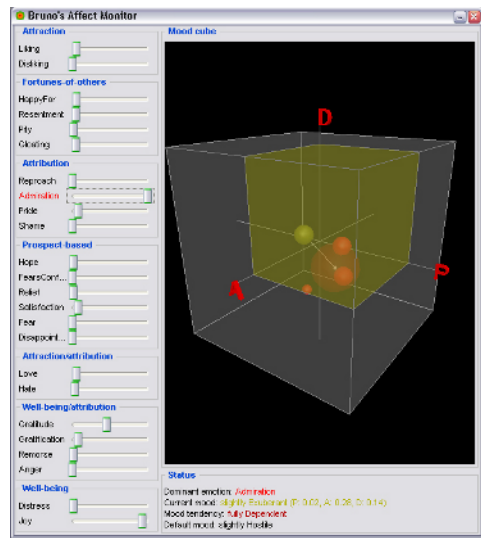 Bruno's Affect Monitor
Attraction
Liking
Disliking
Fortunes-of-others
HappyFor
Resentment
Pity
Gloating
Attribution
Reproach
Admiration
Pride
Shame
Prospect-based
Hope
FearsConf...
Relief
Satisfaction
Fear
Disappoint...
Attraction/attribution
Love
Hate
Well-being/attribution
Gratitude
Gratification
Remorse
Anger
Well-being
Distress
Joy
Mood cube
D
A
P
Status
Dominant emotion: Admiration
Current mood: slightly Exuberant (P: 0.02, A: 0.26, D: 0.14)
Mood tendency: fully Dependent
Default mood: slightly Hostile